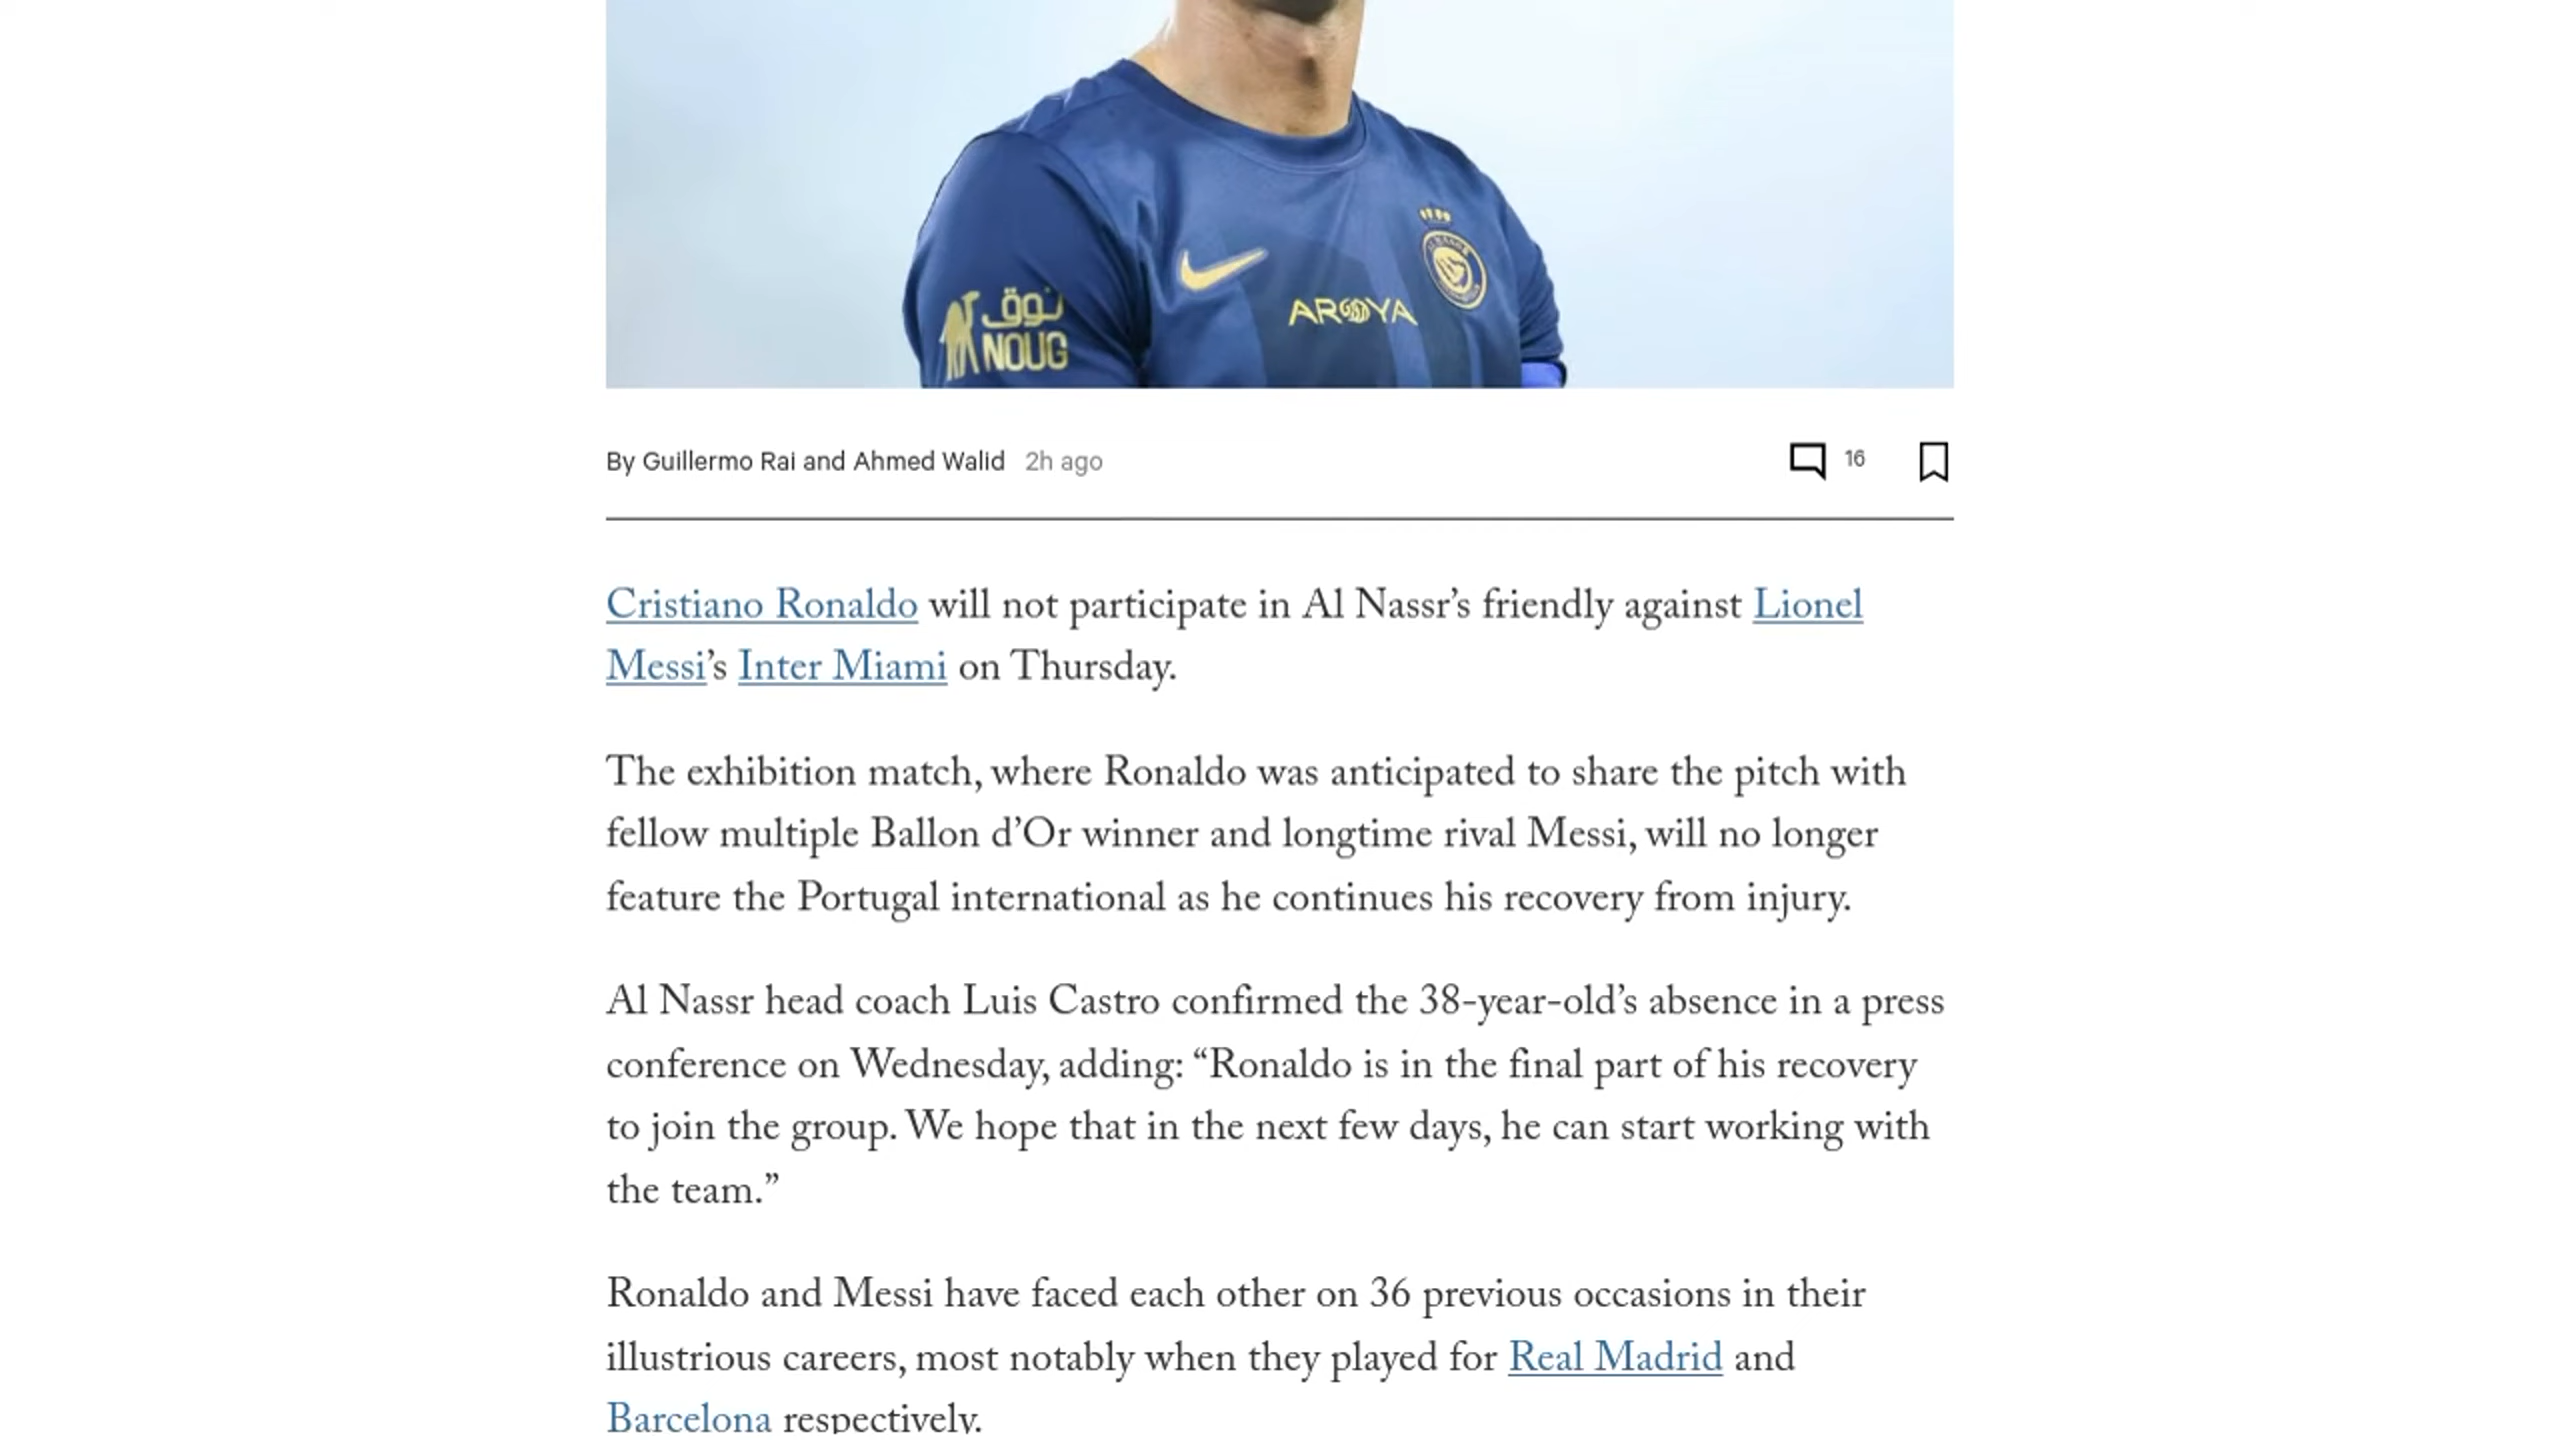 نوق
NOUG
AROYA
By Guillermo Rai and Ahmed Walid 2h ago
16
Cristiano Ronaldo will not participate in Al Nassr’s friendly against Lionel
Messi’s Inter Miami on Thursday.
The exhibition match, where Ronaldo was anticipated to share the pitch with
fellow multiple Ballon d’Or winner and longtime rival Messi, will no longer
feature the Portugal international as he continues his recovery from injury.
Al Nassr head coach Luis Castro confirmed the 38-year-old’s absence in a press
conference on Wednesday, adding: “Ronaldo is in the final part of his recovery
to join the group. We hope that in the next few days, he can start working with
the team.”
Ronaldo and Messi have faced each other on 36 previous occasions in their
illustrious careers, most notably when they played for Real Madrid and
Barcelona respectively.